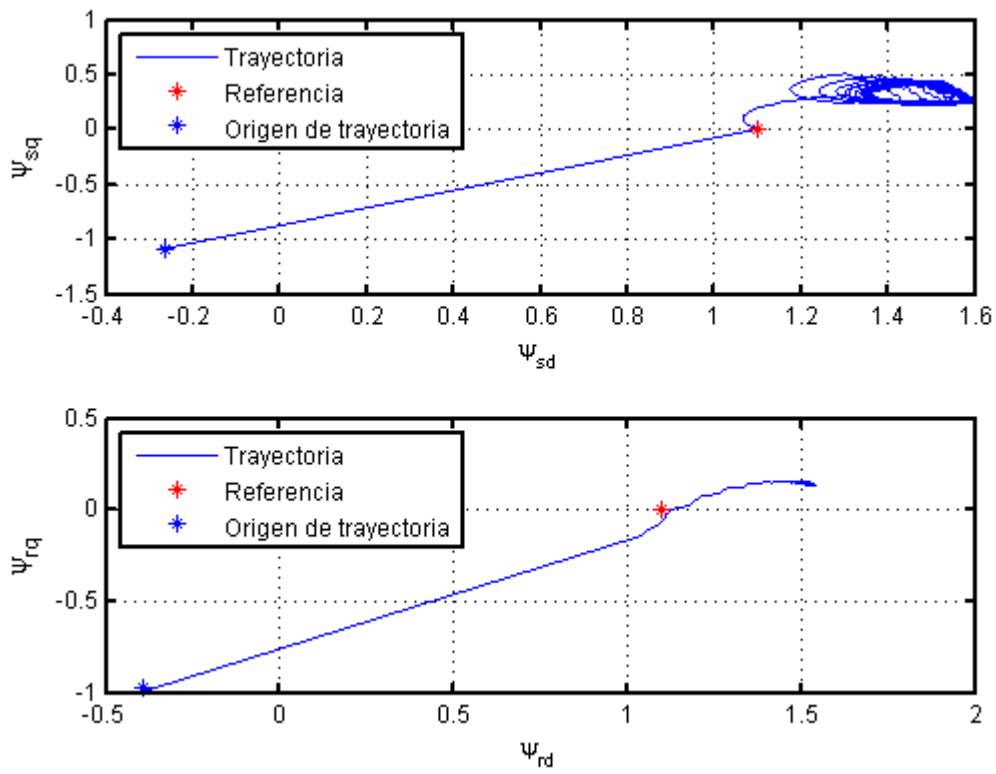 1
0.5
0
-0.5
-1
-1.5
Ψsq
Trayectoria
Referencia
Origen de trayectoria
-0.4 -0.2 0 0.2 0.4 0.6 0.8 1 1.2 1.4 1.6
Ψsd
0.5
0
-0.5
-1
Ψrq
Trayectoria
Referencia
Origen de trayectoria
-0.5 0 0.5 1 1.5 2
Ψrd